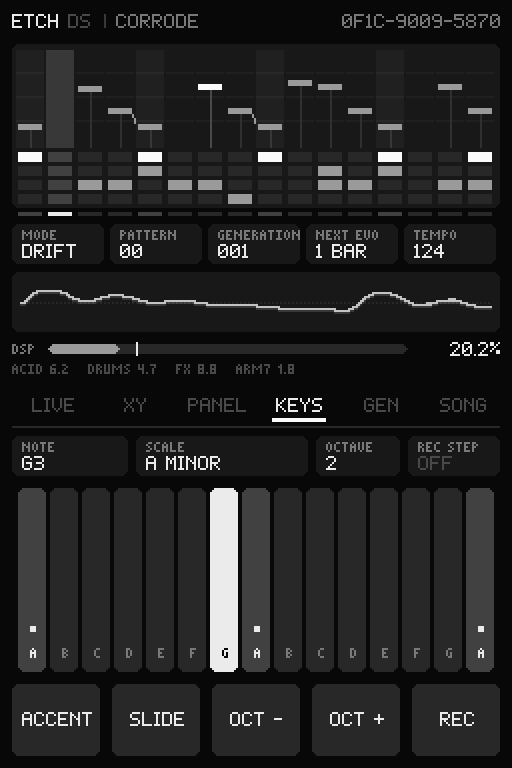 ETCH DS | CORRODE 0F1C-9009-5870
MODE PATTERN GENERATION NEXT EVO TEMPO
DRIFT 00 001 1 BAR 124
DSP 20.2%
ACID 6.2 DRUMS 4.7 FX 8.8 ARM7 1.8
LIVE XY PANEL KEYS GEN SONG
NOTE SCALE OCTAVE REC STEP
G3 A MINOR 2 OFF
A B C D E F G A B C D E F G A
ACCENT SLIDE OCT - OCT + REC